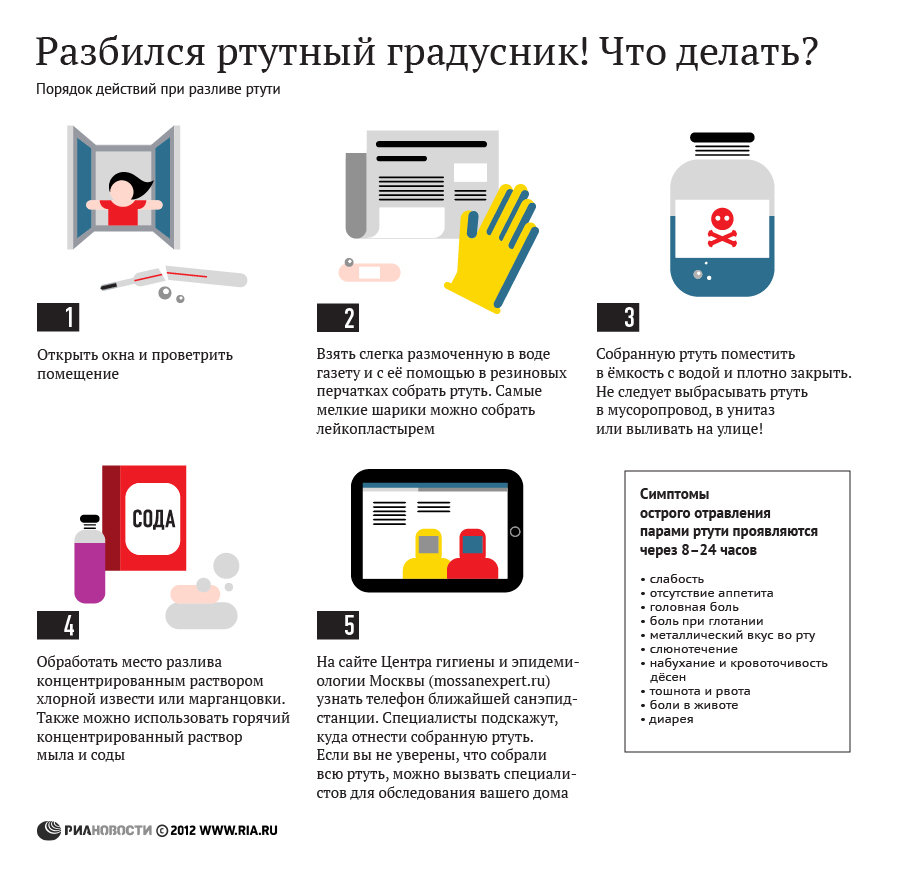 Разбился ртутный градусник! Что делать?
Порядок действий при разливе ртути
1
Открыть окна и проветрить
помещение
2
Взять слегка размоченную в воде
газету и с её помощью в резиновых
перчатках собрать ртуть. Самые
мелкие шарики можно собрать
лейкопластырем
3
Собранную ртуть поместить
в ёмкость с водой и плотно закрыть.
Не следует выбрасывать ртуть
в мусоропровод, в унитаз
или выливать на улице!
СОДА
4
Обработать место разлива
концентрированным раствором
хлорной извести или марганцовки.
Также можно использовать горячий
концентрированный раствор
мыла и соды
5
На сайте Центра гигиены и эпидеми-
ологии Москвы (mossanexpert.ru)
узнать телефон ближайшей санэпид-
станции. Специалисты подскажут,
куда отнести собранную ртуть.
Если вы не уверены, что собрали
всю ртуть, можно вызвать специали-
стов для обследования вашего дома
Симптомы
острого отравления
парами ртути проявляются
через 8–24 часов
• слабость
• отсутствие аппетита
• головная боль
• боль при глотании
• металлический вкус во рту
• слюнотечение
• набухание и кровоточивость
дёсен
• тошнота и рвота
• боли в животе
• диарея
РИАНОВОСТИ © 2012 WWW.RIA.RU